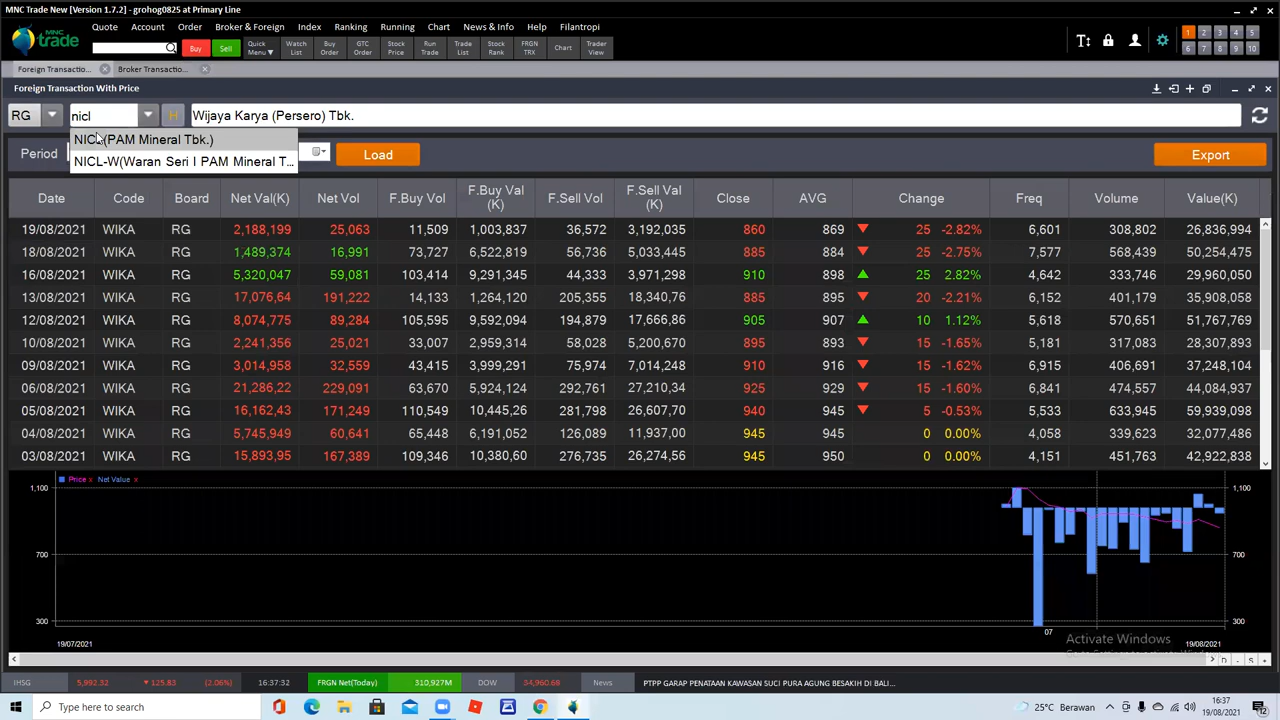 MNC Trade New [Version 1.7.2] - grohog0825 at Primary Line
Quote Account Order Broker & Foreign Index Ranking Running Chart News & Info Help Filantropi
MNC trade
Buy Sell Quick Menu Watch List Buy Order GTC Order Stock Price Run Trade Trade List Stock Rank FRGN TRX Chart Trader View
1 2 3 4 5
6 7 8 9 10
Foreign Transaction... Broker Transactio...
Foreign Transaction With Price
RG nicl H Wijaya Karya (Persero) Tbk.
(PAM Mineral Tbk.)
Period Load Export
NICL-W(Waran Seri I PAM Mineral T...
Date Code Board Net Val(K) Net Vol F.Buy Vol F.Buy Val (K) F.Sell Vol F.Sell Val (K) Close AVG Change Freq Volume Value(K)
19/08/2021 WIKA RG 2,188,199 25,063 11,509 1,003,837 36,572 3,192,035 860 869 25 -2.82% 6,601 308,802 26,836,994
18/08/2021 WIKA RG 1,489,374 16,991 73,727 6,522,819 56,736 5,033,445 885 884 25 -2.75% 7,577 568,439 50,254,475
16/08/2021 WIKA RG 5,320,047 59,081 103,414 9,291,345 44,333 3,971,298 910 898 25 2.82% 4,642 333,746 29,960,050
13/08/2021 WIKA RG 17,076,64 191,222 14,133 1,264,120 205,355 18,340,76 885 895 20 -2.21% 6,152 401,179 35,908,058
12/08/2021 WIKA RG 8,074,775 89,284 105,595 9,592,094 194,879 17,666,86 905 907 10 1.12% 5,618 570,651 51,767,769
10/08/2021 WIKA RG 2,241,356 25,021 33,007 2,959,314 58,028 5,200,670 895 893 15 -1.65% 5,181 317,083 28,307,893
09/08/2021 WIKA RG 3,014,958 32,559 43,415 3,999,291 75,974 7,014,248 910 916 15 -1.62% 6,415 406,915 37,248,104
06/08/2021 WIKA RG 21,286,22 229,091 63,670 5,924,124 292,761 27,210,34 925 929 15 -1.60% 6,841 474,557 44,084,937
05/08/2021 WIKA RG 16,162,43 171,249 110,549 10,445,26 281,798 26,607,70 940 945 5 -0.53% 5,533 633,945 59,939,098
04/08/2021 WIKA RG 5,745,949 60,641 65,448 6,191,052 126,089 11,937,00 945 945 0 0.00% 4,058 339,623 32,077,486
03/08/2021 WIKA RG 15,893,95 167,389 109,346 10,380,60 276,735 26,274,56 945 950 0 0.00% 4,151 451,763 42,922,838
Price x Net Value x
1,100 1,100
700 700
300 300
07
19/07/2021 19/08/2021
Activate Windows
D - S
IHSG 5,992.32 125.83 (2.06%) 16:37:32 FRGN Net(Today) 310,927M DOW 34,960.68 News PTPP GARAP PENATAAN KAWASAN SUCI PURA AGUNG BESAKIH DI BALI...
Type here to search 25°C Berawan 16:37
19/08/2021 12